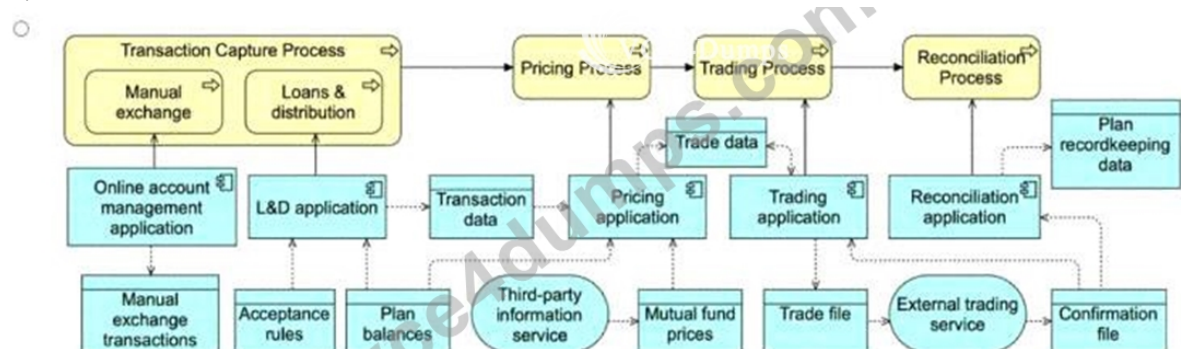 Transaction Capture Process
Manual
exchange
Loans &
distribution
Pricing Process
Trading Process
Reconciliation
Process
Online account
management
application
L&D application
Transaction
data
Pricing
application
Trade data
Trading
application
Reconciliation
application
Plan
recordkeeping
data
Manual
exchange
transactions
Acceptance
rules
Plan
balances
Third-party
information
service
Mutual fund
prices
Trade file
External trading
service
Confirmation
file